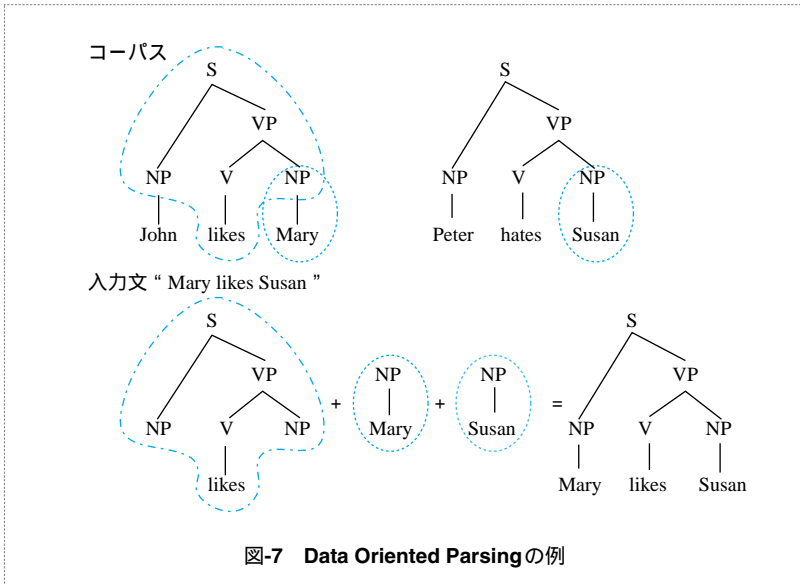 コーパス
S S
VP VP
NP V NP NP V NP
John likes Mary Peter hates Susan
入力文 “ Mary likes Susan ”
S S
VP NP NP VP
+ + =
Mary Susan
NP V NP NP V NP
likes Mary likes Susan
図-7 Data Oriented Parsingの例